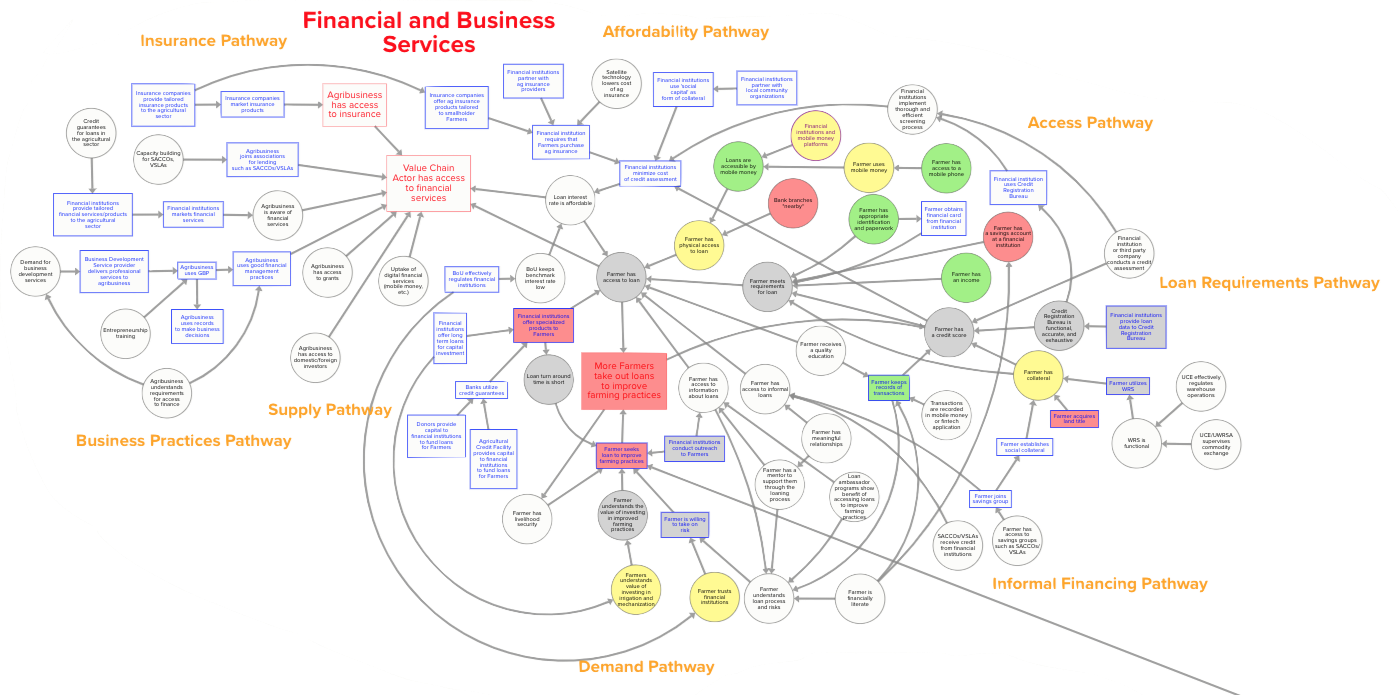 Financial and Business
Services
Insurance Pathway
Affordability Pathway
Access Pathway
Loan Requirements Pathway
Supply Pathway
Business Practices Pathway
Informal Financing Pathway
Demand Pathway
Insurance companies
provide tailored
insurance products
to the agricultural
sector
Insurance companies
market insurance
products
Agribusiness
has access
to insurance
Insurance companies
offer ag insurance
products tailored
to smallholder
Farmers
Financial institutions
partner with
ag insurance
providers
Satellite
technology
lowers cost
of ag
insurance
Financial institutions
use 'social
capital' as
form of collateral
Financial institutions
partner with
local community
organizations
Financial
institutions
implement
thorough and
efficient
screening
process
Credit
guarantees
for loans in
the agricultural
sector
Capacity building
for SACCOs,
VSLAs
Agribusiness
joins associations
for lending
such as SACCOs/VSLAs
Value Chain
Actor has access
to financial
services
Financial institution
requires that
Farmers purchase
ag insurance
Financial institutions
minimize cost
of credit assessment
Loans are
accessible by
mobile money
Financial
institutions and
mobile money
platforms
Farmer uses
mobile money
Farmer has
access to a
mobile phone
Financial institution
uses Credit
Registration
Bureau
Financial institutions
provide tailored
financial services/products
to the agricultural
sector
Financial institutions
markets financial
services
Agribusiness
is aware of
financial
services
Loan interest
rate is affordable
Bank branches
"nearby"
Farmer has
appropriate
identification
and paperwork
Farmer obtains
financial card
from financial
institution
Farmer has
a savings account
at a financial
institution
Financial
institution
or third party
company
conducts a credit
assessment
Demand for
business
development
services
Business Development
Service provider
delivers professional
services to
agribusiness
Agribusiness
uses GBP
Agribusiness
uses good financial
management
practices
Agribusiness
has access
to grants
Uptake of
digital financial
services
(mobile money,
etc.)
BoU effectively
regulates financial
institutions
BoU keeps
benchmark
interest rate
low
Farmer has
access to loan
Farmer has
physical access
to loan
Farmer meets
requirements
for loan
Farmer has
an income
Entrepreneurship
training
Agribusiness
uses records
to make business
decisions
Agribusiness
has access to
domestic/foreign
investors
Agribusiness
understands
requirements
for access
to finance
Financial
institutions
offer long
term loans
for capital
investment
Financial institutions
offer specialized
products to
Farmers
Loan turn around
time is short
More Farmers
take out loans
to improve
farming practices
Farmer has
access to
information
about loans
Farmer has
access to informal
loans
Farmer receives
a quality
education
Farmer has
a credit score
Credit
Registration
Bureau is
functional,
accurate, and
exhaustive
Financial institutions
provide loan
data to Credit
Registration
Bureau
Banks utilize
credit guarantees
Donors provide
capital to
financial institutions
to fund loans
for Farmers
Agricultural
Credit Facility
provides capital
to financial
institutions
to fund loans
for Farmers
Farmer keeps
records of
transactions
Transactions
are recorded
in mobile money
or fintech
application
Farmer has
collateral
Farmer utilizes
WRS
Farmer acquires
land title
UCE effectively
regulates
warehouse
operations
WRS is
functional
UCE/UWRSA
supervises
commodity
exchange
Farmer establishes
social collateral
Farmer joins
savings group
Farmer has
access to
savings groups
such as SACCOs/
VSLAs
SACCOs/VSLAs
receive credit
from financial
institutions
Farmer has
meaningful
relationships
Farmer has a
mentor to
support them
through the
loaning
process
Loan
ambassador
programs show
benefit of
accessing loans
to improve
farming
practices
Farmer seeks
loan to improve
farming practices
Financial institutions
conduct outreach
to Farmers
Farmer has
livelihood
security
Farmer
understands the
value of investing
in improved
farming
practices
Farmer is willing
to take on
risk
Farmers
understands
value of
investing in
irrigation and
mechanization
Farmer trusts
financial
institutions
Farmer
understands
loan process
and risks
Farmer is
financially
literate